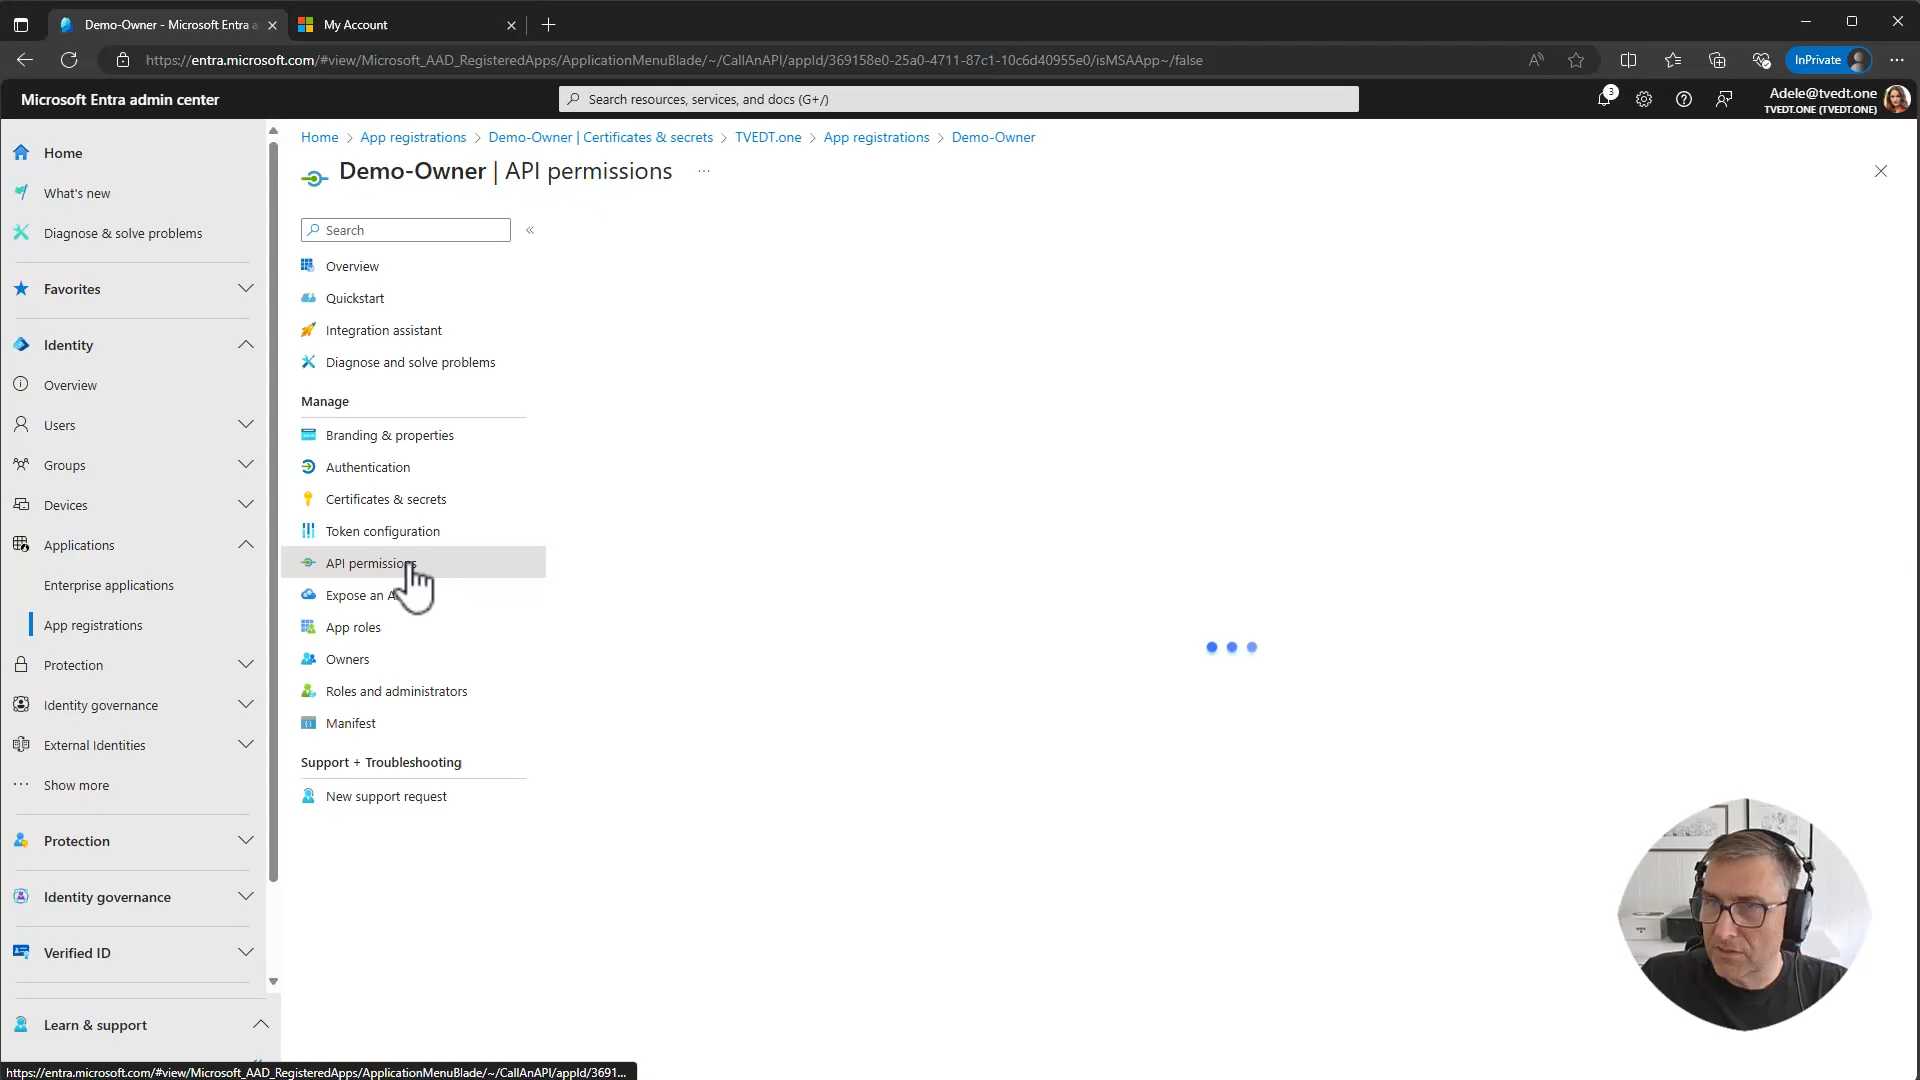 Demo-Owner - Microsoft Entra a
My Account
https://entra.microsoft.com/#view/Microsoft_AAD_RegisteredApps/ApplicationMenuBlade/~/CallAnAPI/appId/369158e0-25a0-4711-87c1-10c6d40955e0/isMSAApp~/false
InPrivate
Microsoft Entra admin center
Search resources, services, and docs (G+/)
3
Adele@tvedt.one
TVEDT.ONE (TVEDT.ONE)
Home
What's new
Diagnose & solve problems
Favorites
Identity
Overview
Users
Groups
Devices
Applications
Enterprise applications
App registrations
Protection
Identity governance
External Identities
Show more
Protection
Identity governance
Verified ID
Learn & support
Home > App registrations > Demo-Owner | Certificates & secrets > TVEDT.one > App registrations > Demo-Owner
Demo-Owner | API permissions
Search
Overview
Quickstart
Integration assistant
Diagnose and solve problems
Manage
Branding & properties
Authentication
Certificates & secrets
Token configuration
API permissions
Expose an A
App roles
Owners
Roles and administrators
Manifest
Support + Troubleshooting
New support request
https://entra.microsoft.com/#view/Microsoft_AAD_RegisteredApps/ApplicationMenuBlade/~/CallAnAPI/appId/3691...